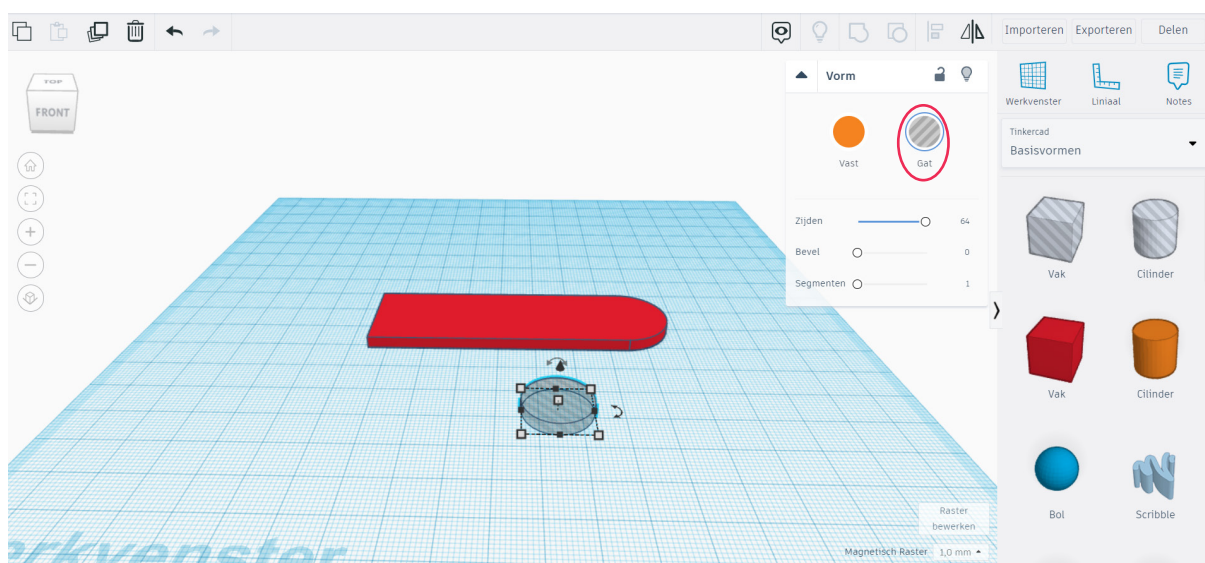 Importeren Exporteren Delen
TOP
FRONT
Vorm
Vast Gat
Zijden 64
Bevel 0
Segmenten 1
Werkvenster Liniaal Notes
Tinkercad
Basisvormen
Vak Cilinder
Vak Cilinder
Bol Scribble
Raster
bewerken
Magnetisch Raster 1,0 mm